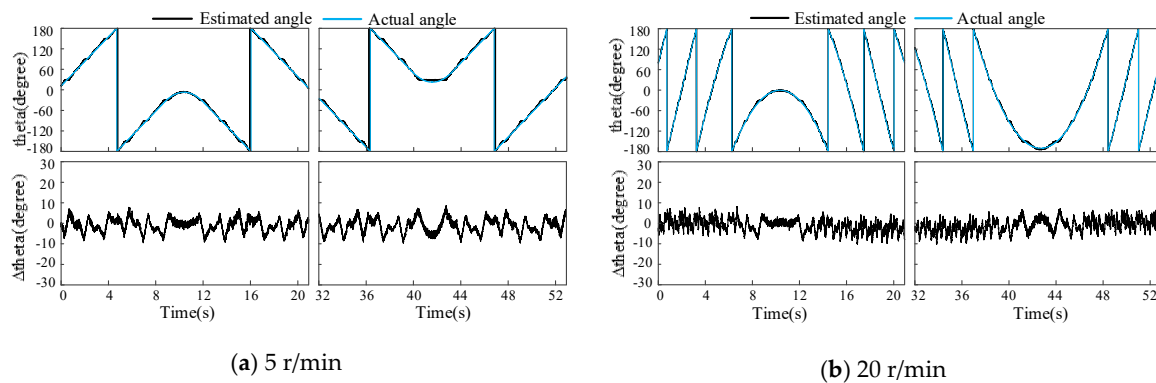 Estimated angle Actual angle
theta(degree)
180
120
60
0
-60
-120
-180
Δtheta(degree)
30
20
10
0
-10
-20
-30
0 4 8 12 16 20 32 36 40 44 48 52
Time(s) Time(s)
(a) 5 r/min
Estimated angle Actual angle
theta(degree)
180
120
60
0
-60
-120
-180
Δtheta(degree)
30
20
10
0
-10
-20
-30
0 4 8 12 16 20 32 36 40 44 48 52
Time(s) Time(s)
(b) 20 r/min